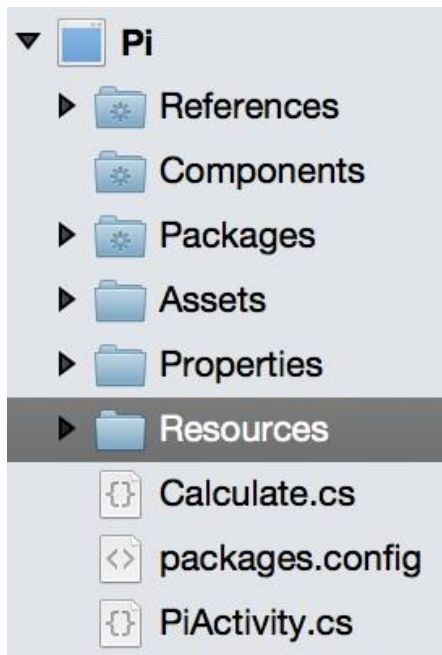 Pi
References
Components
Packages
Assets
Properties
Resources
Calculate.cs
packages.config
PiActivity.cs